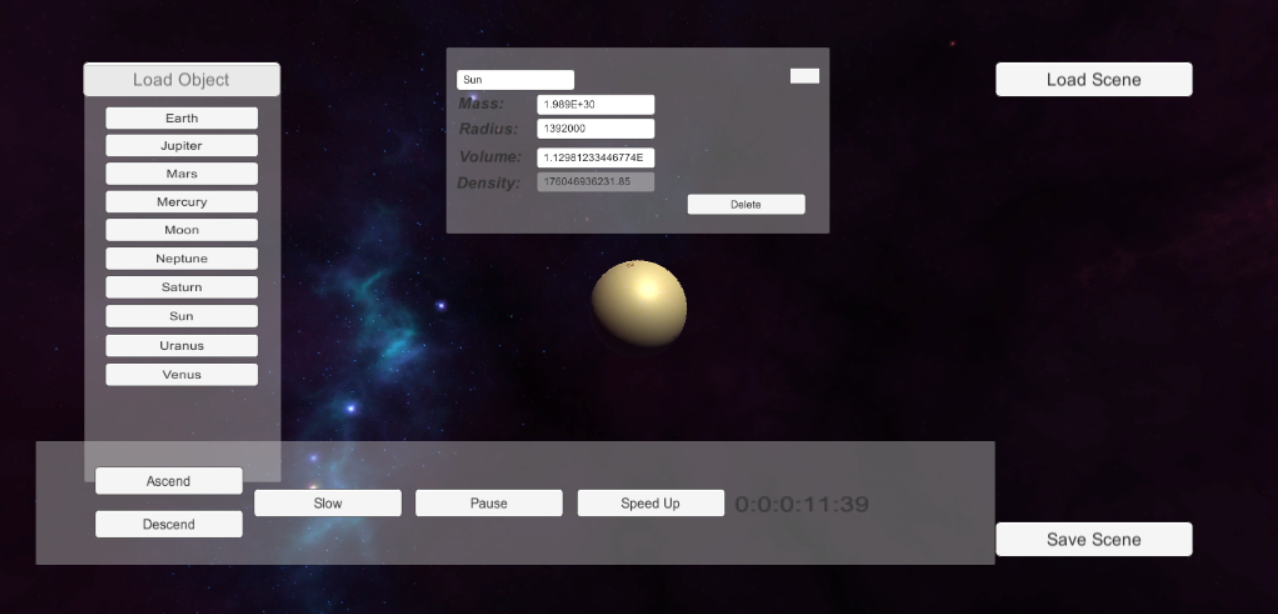 Load Object
Earth
Jupiter
Mars
Mercury
Moon
Neptune
Saturn
Sun
Uranus
Venus
Sun
Mass: 1.989E+30
Radius: 1392000
Volume: 1.12981233446774E
Density: 176046936231.85
Delete
Load Scene
Ascend
Descend
Slow
Pause
Speed Up
0:0:0:11:39
Save Scene